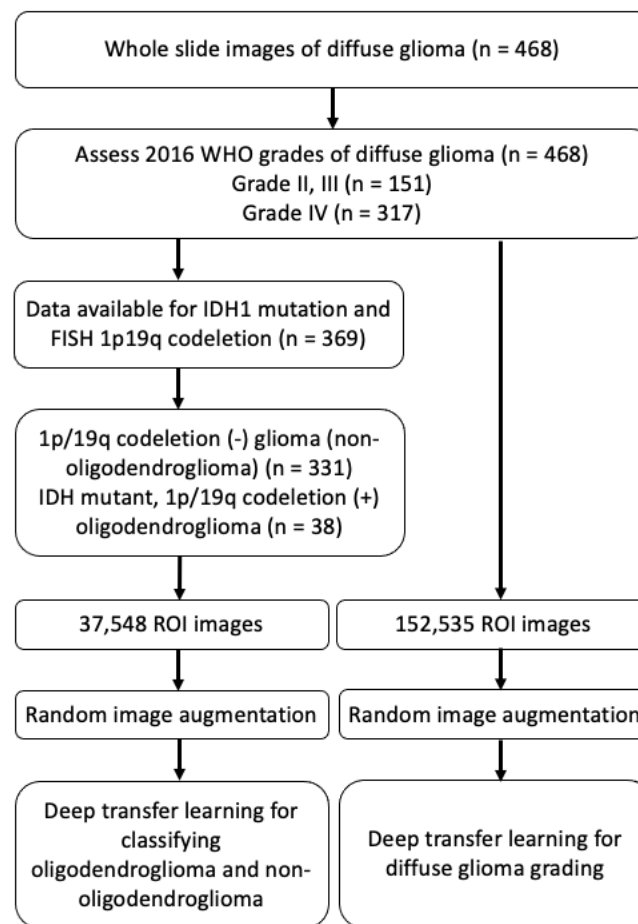 Whole slide images of diffuse glioma (n = 468)
Assess 2016 WHO grades of diffuse glioma (n = 468)
Grade II, III (n = 151)
Grade IV (n = 317)
Data available for IDH1 mutation and
FISH 1p19q codeletion (n = 369)
1p/19q codeletion (-) glioma (non-
oligodendroglioma) (n = 331)
IDH mutant, 1p/19q codeletion (+)
oligodendroglioma (n = 38)
37,548 ROI images
152,535 ROI images
Random image augmentation
Random image augmentation
Deep transfer learning for
classifying
oligodendroglioma and non-
oligodendroglioma
Deep transfer learning for
diffuse glioma grading